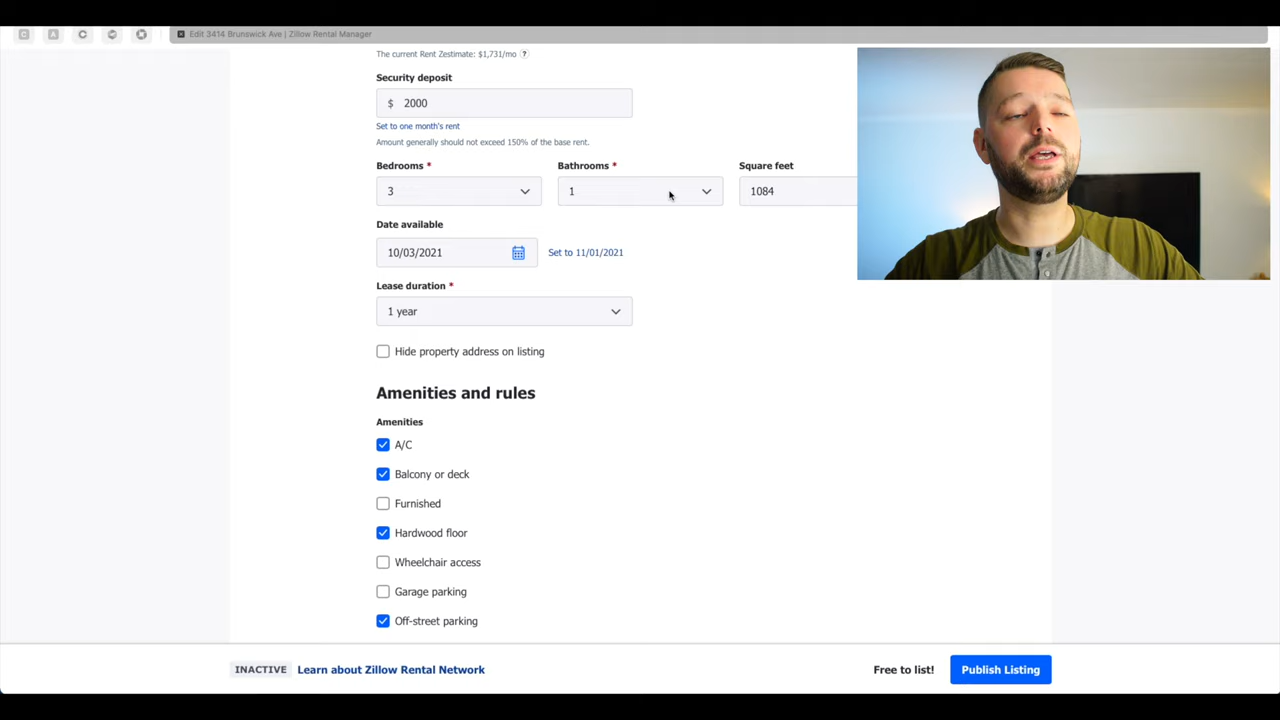 Edit 3414 Brunswick Ave | Zillow Rental Manager
The current Rent Zestimate: $1,731/mo ?
Security deposit
$ 2000
Set to one month's rent
Amount generally should not exceed 150% of the base rent.
Bedrooms * Bathrooms * Square feet
3 1 1084
Date available
10/03/2021 Set to 11/01/2021
Lease duration *
1 year
Hide property address on listing
Amenities and rules
Amenities
A/C
Balcony or deck
Furnished
Hardwood floor
Wheelchair access
Garage parking
Off-street parking
INACTIVE Learn about Zillow Rental Network Free to list! Publish Listing